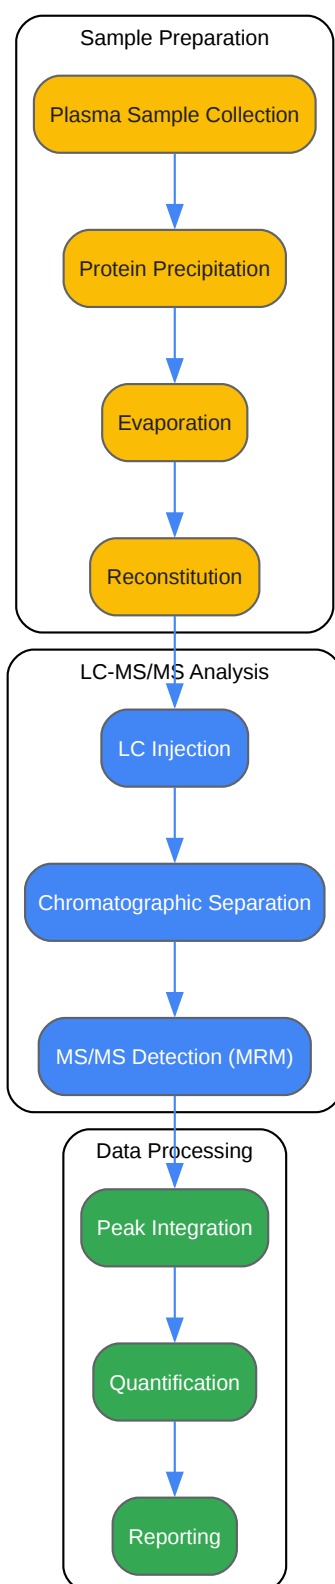 Sample Preparation
Plasma Sample Collection
Protein Precipitation
Evaporation
Reconstitution
LC-MS/MS Analysis
LC Injection
Chromatographic Separation
MS/MS Detection (MRM)
Data Processing
Peak Integration
Quantification
Reporting